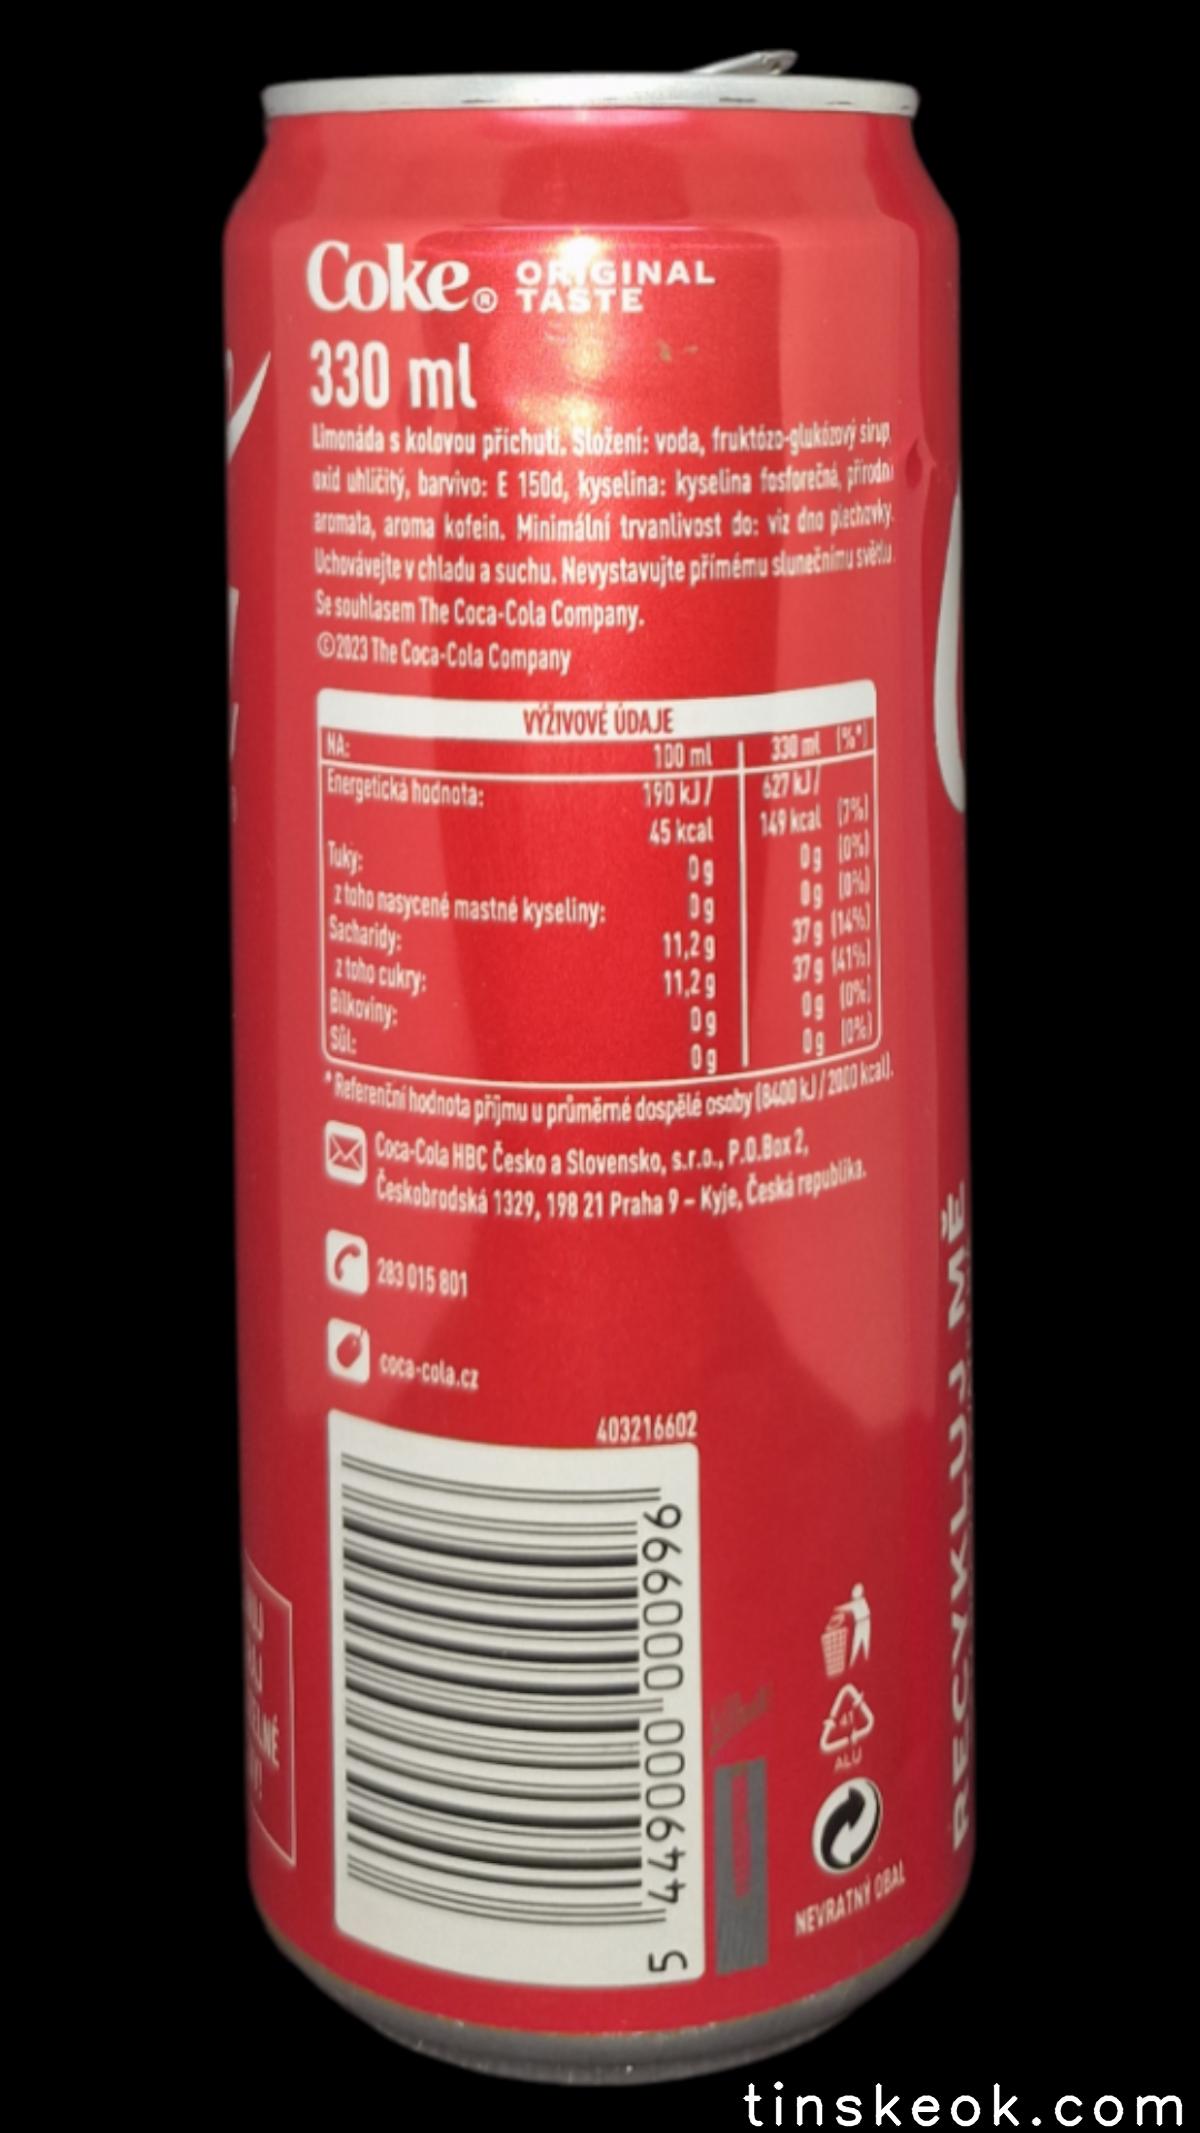 Coke® ORIGINAL
TASTE
330 ml
Limonáda s kolovou příchutí. Složení: voda, fruktózo-glukózový sirup,
oxid uhličitý, barvivo: E 150d, kyselina: kyselina fosforečná, přírodní
aromata, aroma kofein. Minimální trvanlivost do: viz dno plechovky.
Uchovávejte v chladu a suchu. Nevystavujte přímému slunečnímu světlu.
Se souhlasem The Coca-Cola Company.
©2023 The Coca-Cola Company
VÝŽIVOVÉ ÚDAJE
NA: 100 ml 330 ml (%*)
Energetická hodnota: 190 kJ/ 627 kJ/
45 kcal 149 kcal (7%)
Tuky: 0 g 0 g (0%)
z toho nasycené mastné kyseliny: 0 g 0 g (0%)
Sacharidy: 11,2 g 37 g (14%)
z toho cukry: 11,2 g 37 g (41%)
Bílkoviny: 0 g 0 g (0%)
Sůl: 0 g 0 g (0%)
* Referenční hodnota příjmu u průměrné dospělé osoby (8400 kJ / 2000 kcal).
Coca-Cola HBC Česko a Slovensko, s.r.o., P.O.Box 2,
Českobrodská 1329, 198 21 Praha 9 – Kyje, Česká republika.
283 015 801
coca-cola.cz
403216602
5 449000 000996
41
ALU
NEVRATNÝ OBAL
RECYKLUJ MĚ
tinskeok.com